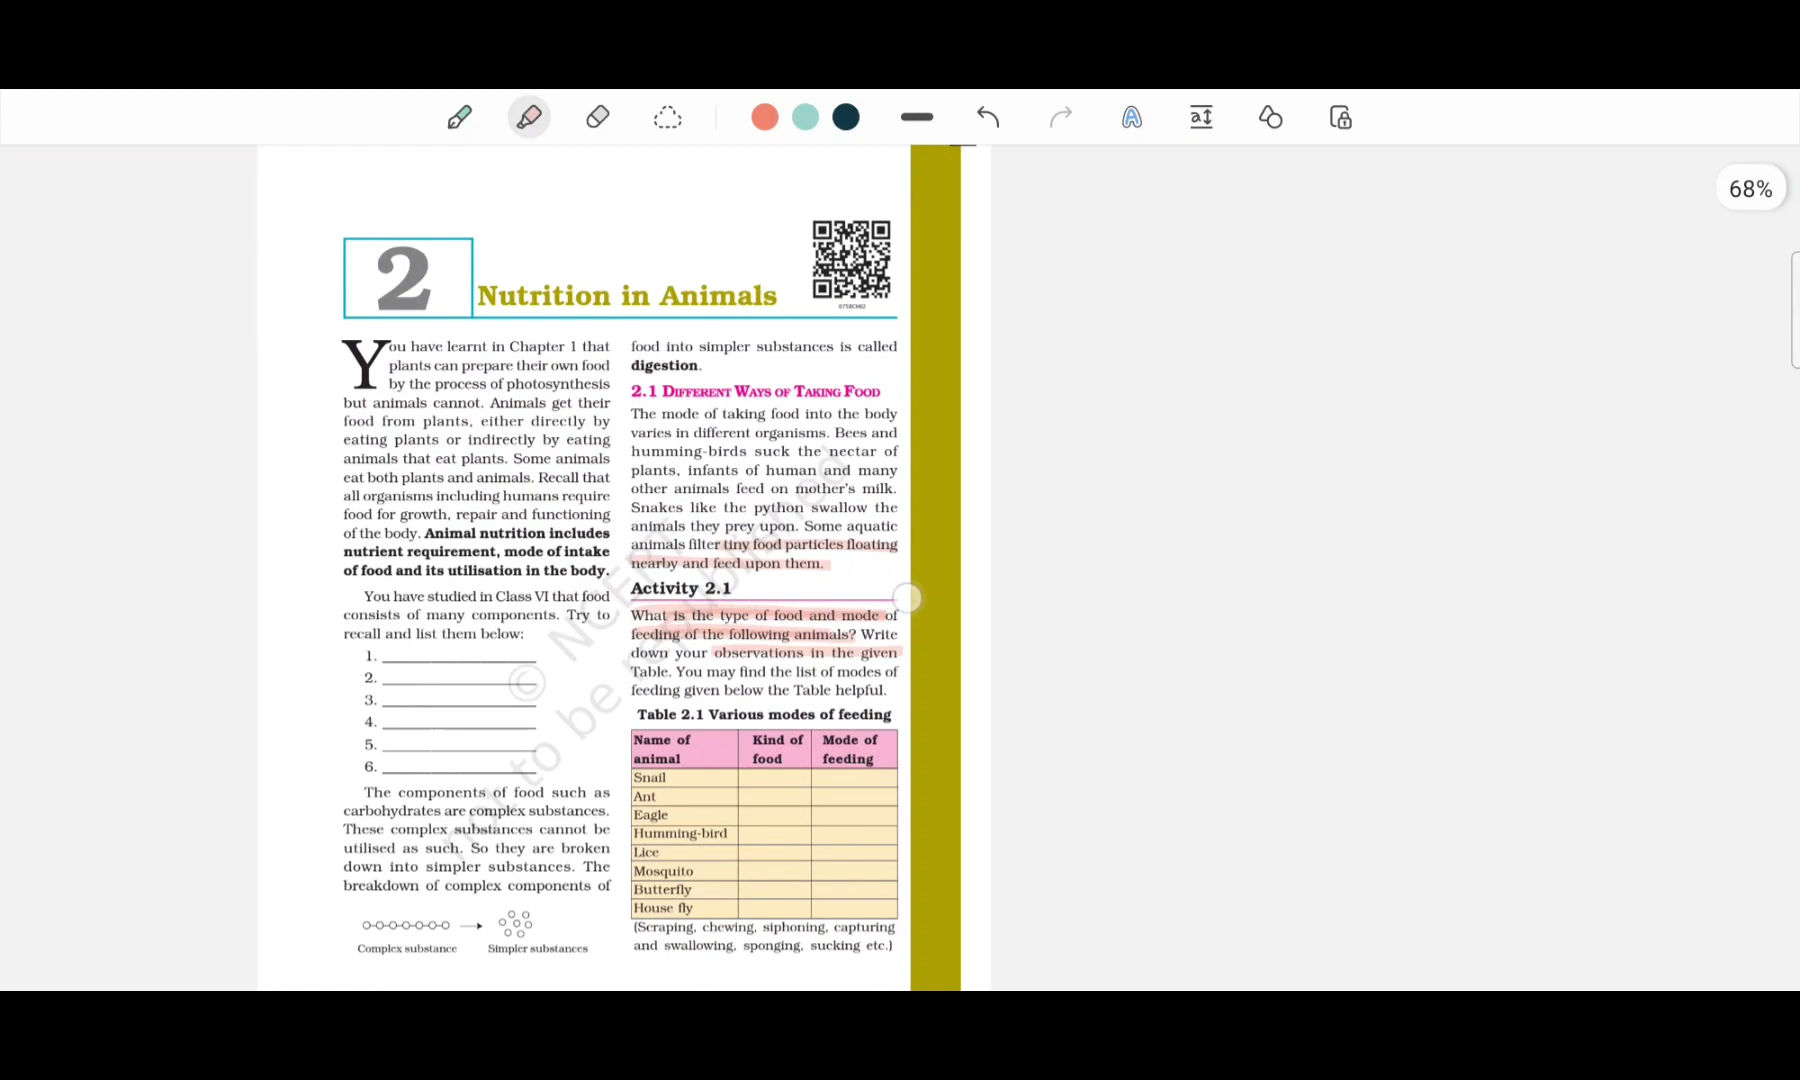 68%
2
Nutrition in Animals
0758CH02
You have learnt in Chapter 1 that
plants can prepare their own food
by the process of photosynthesis
but animals cannot. Animals get their
food from plants, either directly by
eating plants or indirectly by eating
animals that eat plants. Some animals
eat both plants and animals. Recall that
all organisms including humans require
food for growth, repair and functioning
of the body. Animal nutrition includes
nutrient requirement, mode of intake
of food and its utilisation in the body.
You have studied in Class VI that food
consists of many components. Try to
recall and list them below:
1. 
2. 
3. 
4. 
5. 
6. 
The components of food such as
carbohydrates are complex substances.
These complex substances cannot be
utilised as such. So they are broken
down into simpler substances. The
breakdown of complex components of
Complex substance
Simpler substances
food into simpler substances is called
digestion.
2.1 DIFFERENT WAYS OF TAKING FOOD
The mode of taking food into the body
varies in different organisms. Bees and
humming-birds suck the nectar of
plants, infants of human and many
other animals feed on mother's milk.
Snakes like the python swallow the
animals they prey upon. Some aquatic
animals filter tiny food particles floating
nearby and feed upon them.
Activity 2.1
What is the type of food and mode of
feeding of the following animals? Write
down your observations in the given
Table. You may find the list of modes of
feeding given below the Table helpful.
Table 2.1 Various modes of feeding
Name of animal Kind of food Mode of feeding
Snail
Ant
Eagle
Humming-bird
Lice
Mosquito
Butterfly
House fly
(Scraping, chewing, siphoning, capturing
and swallowing, sponging, sucking etc.)
© NCERT
not to be republished